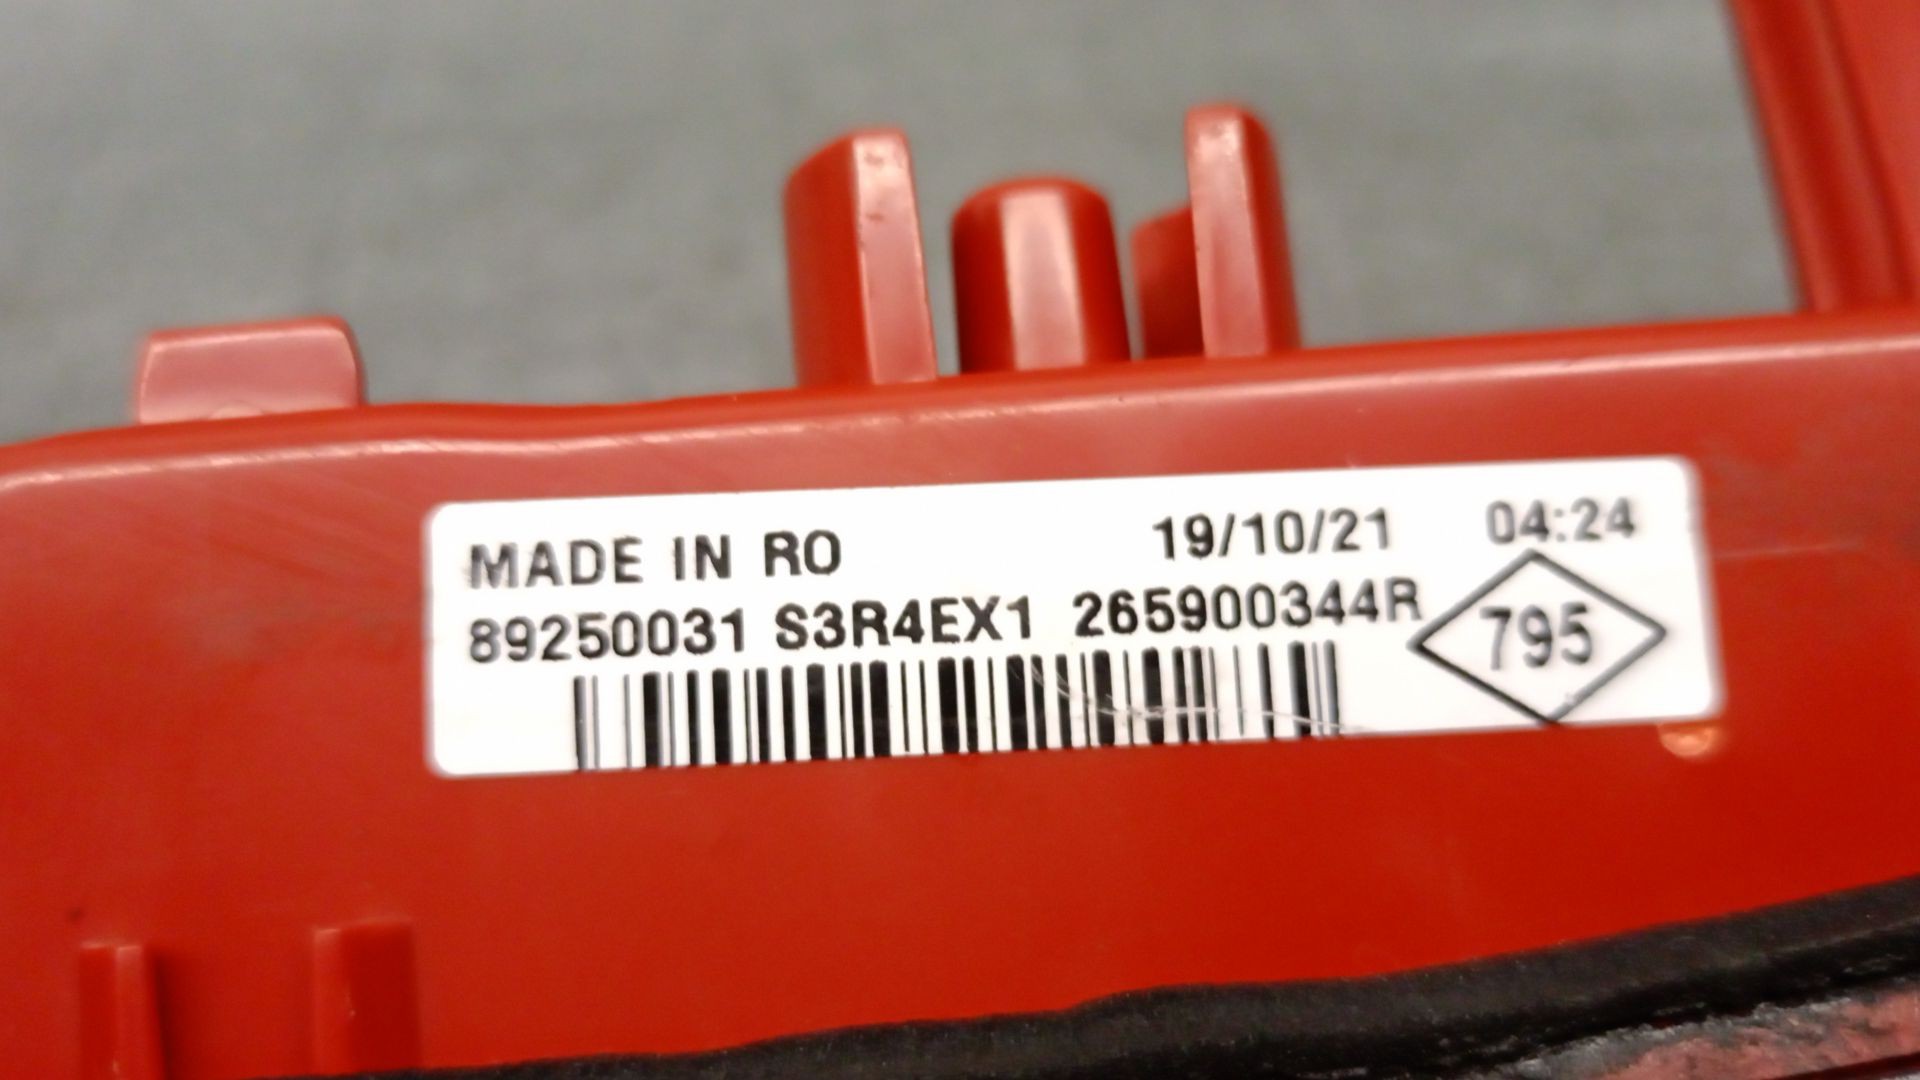 MADE IN RO 19/10/21 04:24
89250031 S3R4EX1 265900344R 795